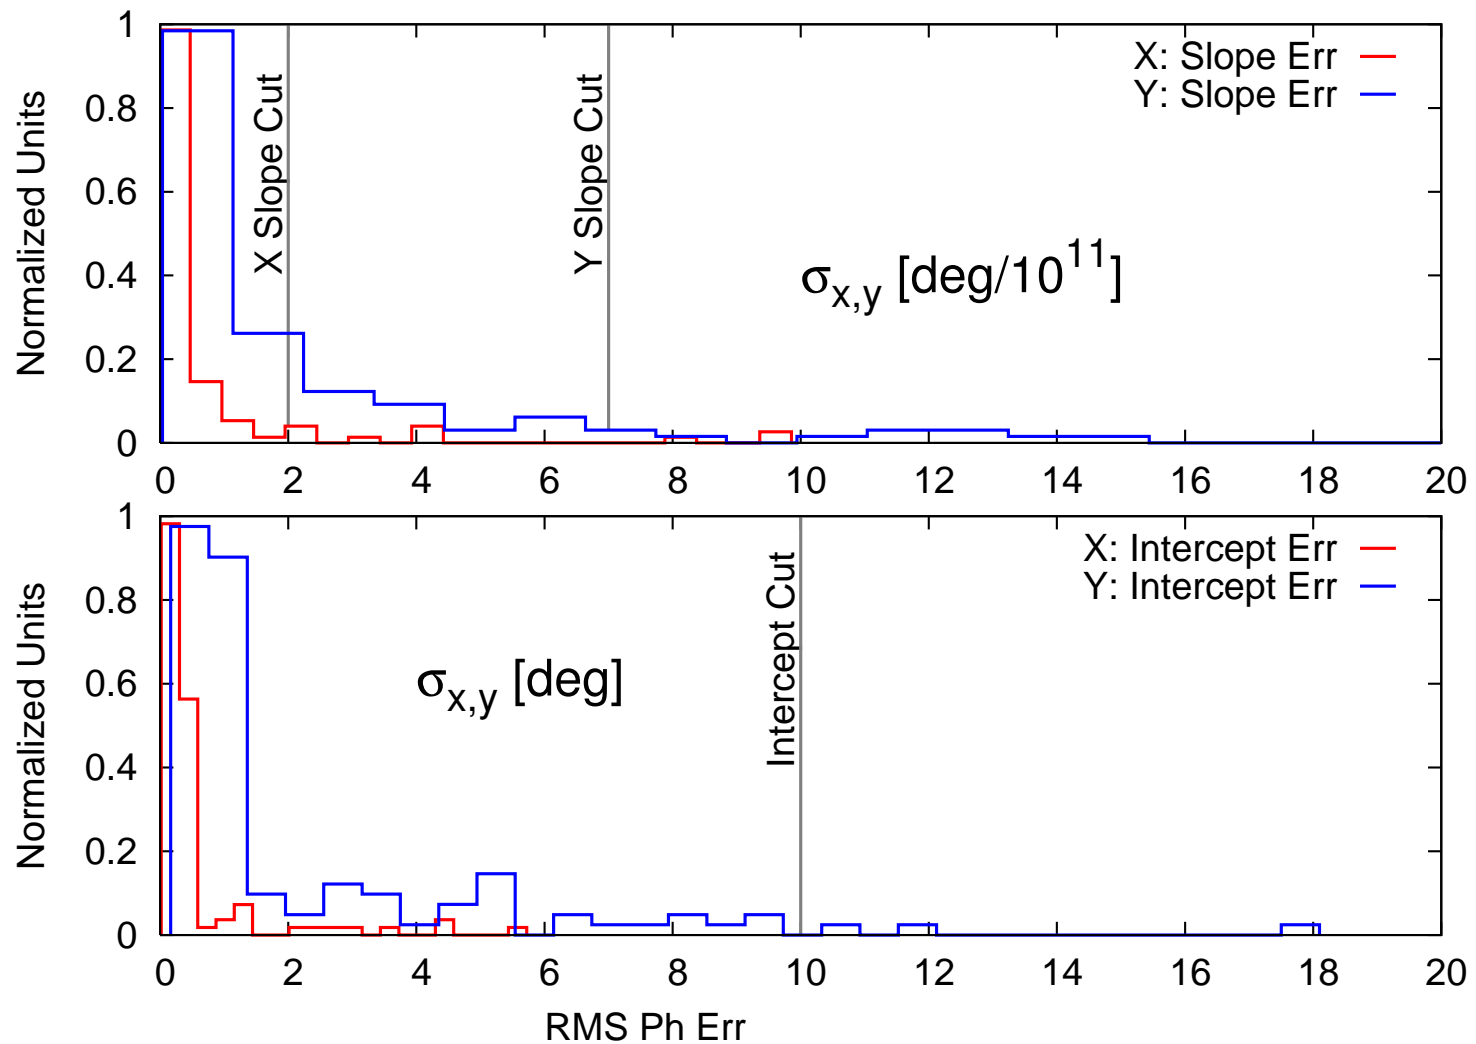 1
0.8
0.6
0.4
0.2
0
Normalized Units
X Slope Cut
Y Slope Cut
X: Slope Err
Y: Slope Err
σx,y [deg/10^11]
0 2 4 6 8 10 12 14 16 18 20
1
0.8
0.6
0.4
0.2
0
Normalized Units
Intercept Cut
X: Intercept Err
Y: Intercept Err
σx,y [deg]
0 2 4 6 8 10 12 14 16 18 20
RMS Ph Err